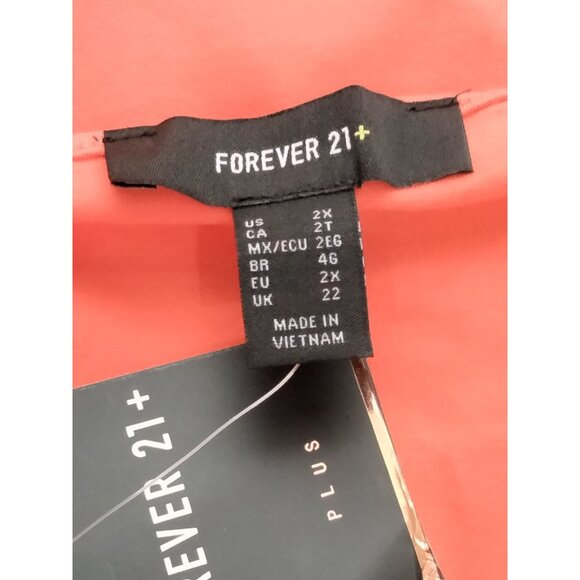 FOREVER 21+
US 2X
CA 2T
MX/ECU 2EG
BR 4G
EU 2X
UK 22
MADE IN
VIETNAM
REVER 21+
PLUS